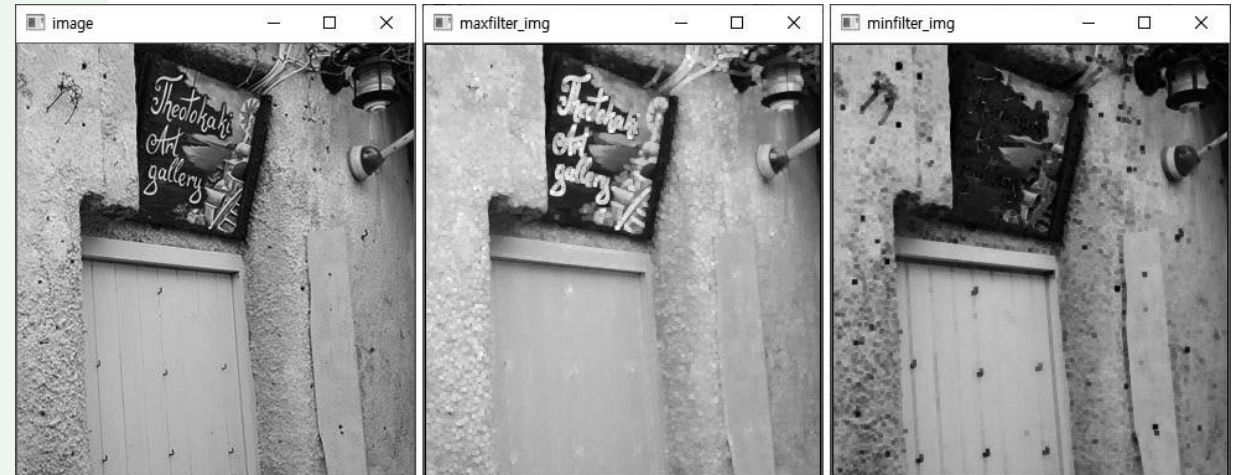 image
maxfilter_img
minfilter_img
Theotokaki
Art
gallery
Theotokaki
Art
gallery